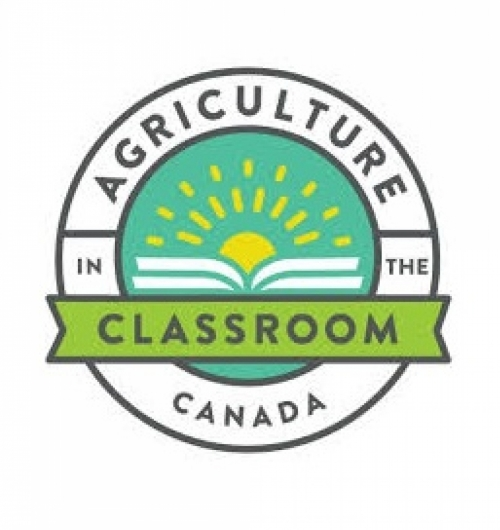 AGRICULTURE
IN THE
CLASSROOM
CANADA